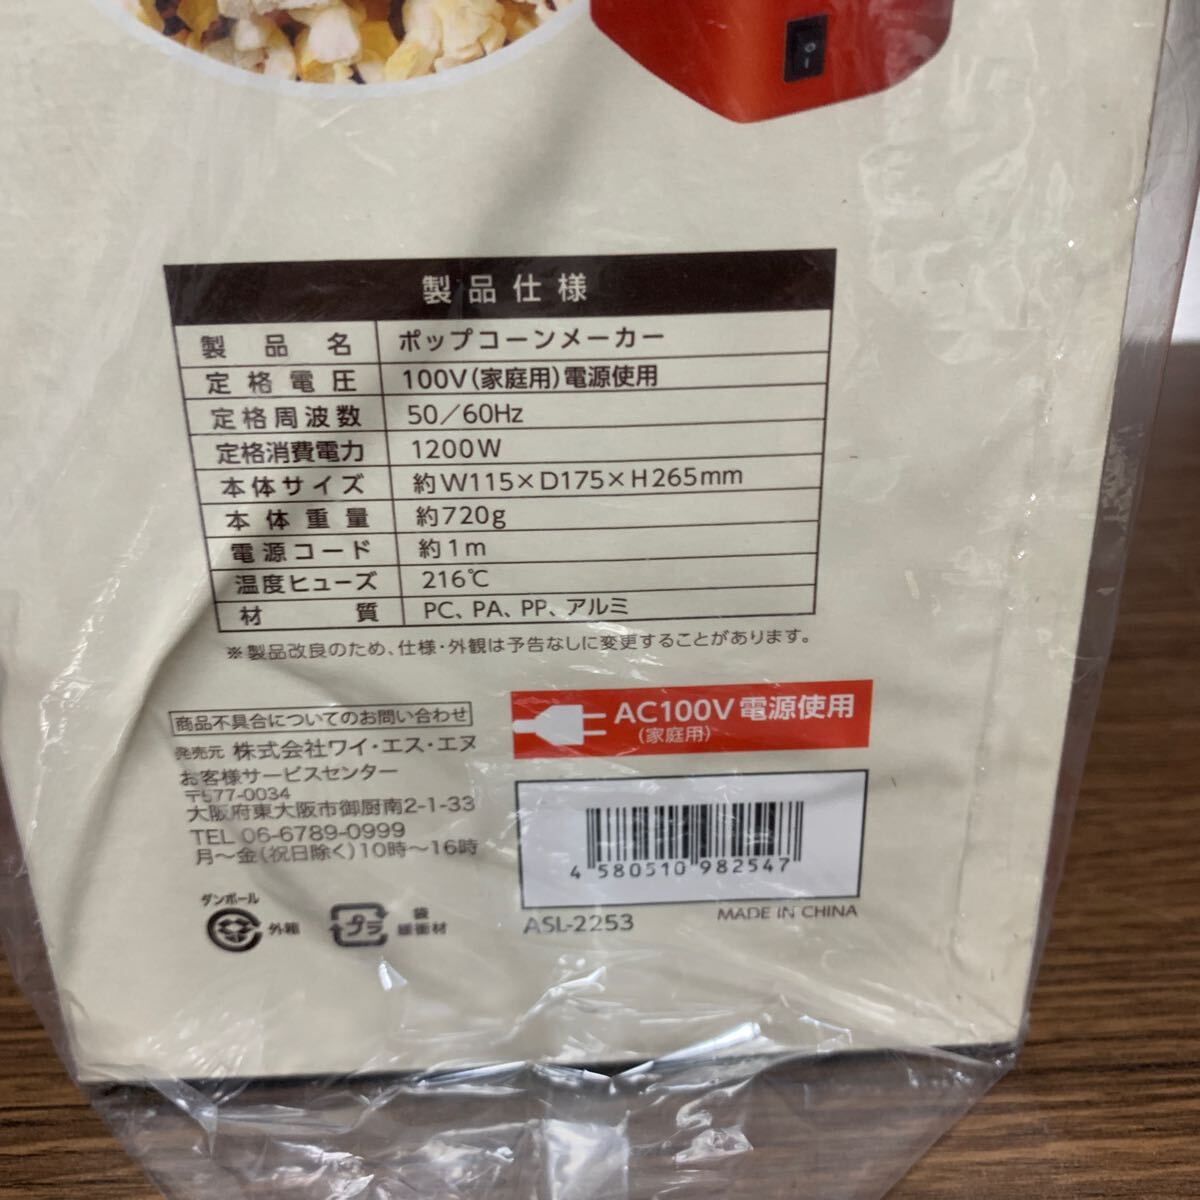 製品仕様
製品名 ポップコーンメーカー
定格電圧 100V(家庭用)電源使用
定格周波数 50/60Hz
定格消費電力 1200W
本体サイズ 約W115×D175×H265mm
本体重量 約720g
電源コード 約1m
温度ヒューズ 216℃
材質 PC、PA、PP、アルミ
※製品改良のため、仕様・外観は予告なしに変更することがあります。
商品不具合についてのお問い合わせ
発売元 株式会社ワイ・エス・エヌ
お客様サービスセンター
〒577-0034
大阪府東大阪市御厨南2-1-33
TEL 06-6789-0999
月～金(祝日除く)10時～16時
ダンボール
外箱
プラ
袋
緩衝材
AC100V電源使用
(家庭用)
4 580510 982547
ASL-2253
MADE IN CHINA